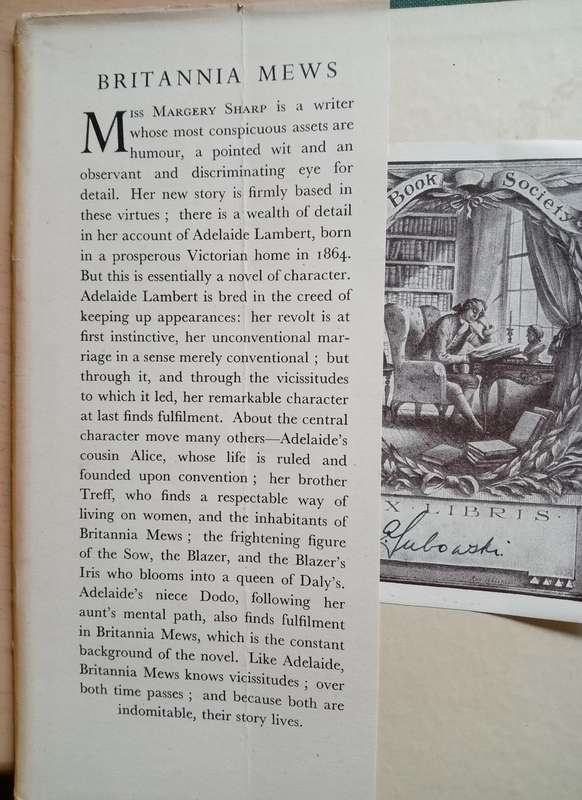 BRITANNIA MEWS
MISS MARGERY SHARP is a writer
whose most conspicuous assets are
humour, a pointed wit and an
observant and discriminating eye for
detail. Her new story is firmly based in
these virtues ; there is a wealth of detail
in her account of Adelaide Lambert, born
in a prosperous Victorian home in 1864.
But this is essentially a novel of character.
Adelaide Lambert is bred in the creed of
keeping up appearances: her revolt is at
first instinctive, her unconventional mar-
riage in a sense merely conventional ; but
through it, and through the vicissitudes
to which it led, her remarkable character
at last finds fulfilment. About the central
character move many others—Adelaide's
cousin Alice, whose life is ruled and
founded upon convention ; her brother
Treff, who finds a respectable way of
living on women, and the inhabitants of
Britannia Mews ; the frightening figure
of the Sow, the Blazer, and the Blazer's
Iris who blooms into a queen of Daly's.
Adelaide's niece Dodo, following her
aunt's mental path, also finds fulfilment
in Britannia Mews, which is the constant
background of the novel. Like Adelaide,
Britannia Mews knows vicissitudes ; over
both time passes ; and because both are
indomitable, their story lives.
Book Society
X · LIBRIS ·